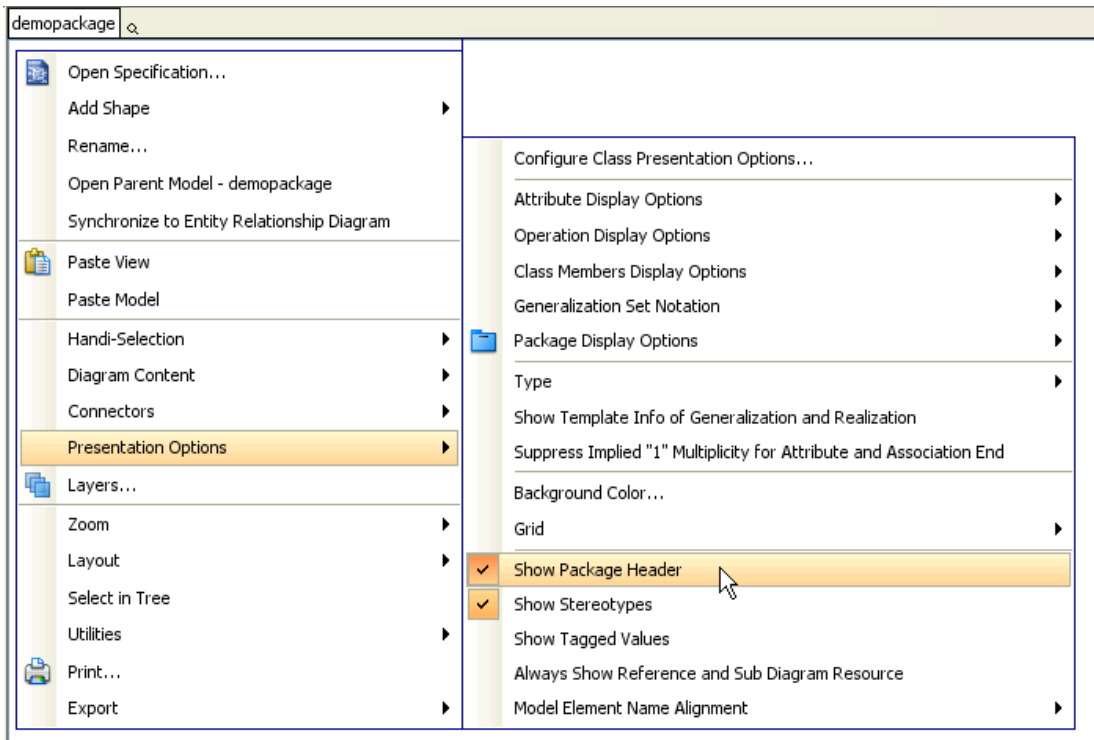 demopackage
Open Specification...
Add Shape
Rename...
Open Parent Model - demopackage
Synchronize to Entity Relationship Diagram
Paste View
Paste Model
Handi-Selection
Diagram Content
Connectors
Presentation Options
Layers...
Zoom
Layout
Select in Tree
Utilities
Print...
Export
Configure Class Presentation Options...
Attribute Display Options
Operation Display Options
Class Members Display Options
Generalization Set Notation
Package Display Options
Type
Show Template Info of Generalization and Realization
Suppress Implied "1" Multiplicity for Attribute and Association End
Background Color...
Grid
Show Package Header
Show Stereotypes
Show Tagged Values
Always Show Reference and Sub Diagram Resource
Model Element Name Alignment